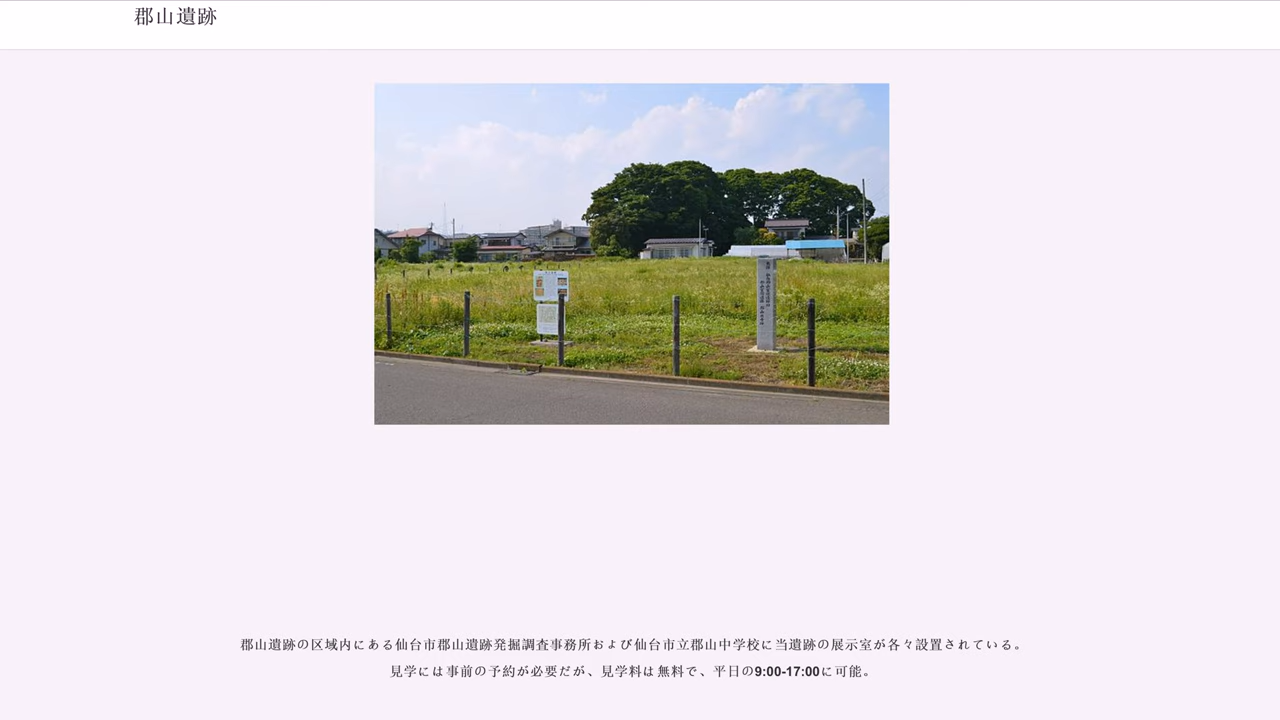 郡山遺跡
郡山遺跡の区域内にある仙台市郡山遺跡発掘調査事務所および仙台市立郡山中学校に当遺跡の展示室が各々設置されている。
見学には事前の予約が必要だが、見学料は無料で、平日の9:00-17:00に可能。